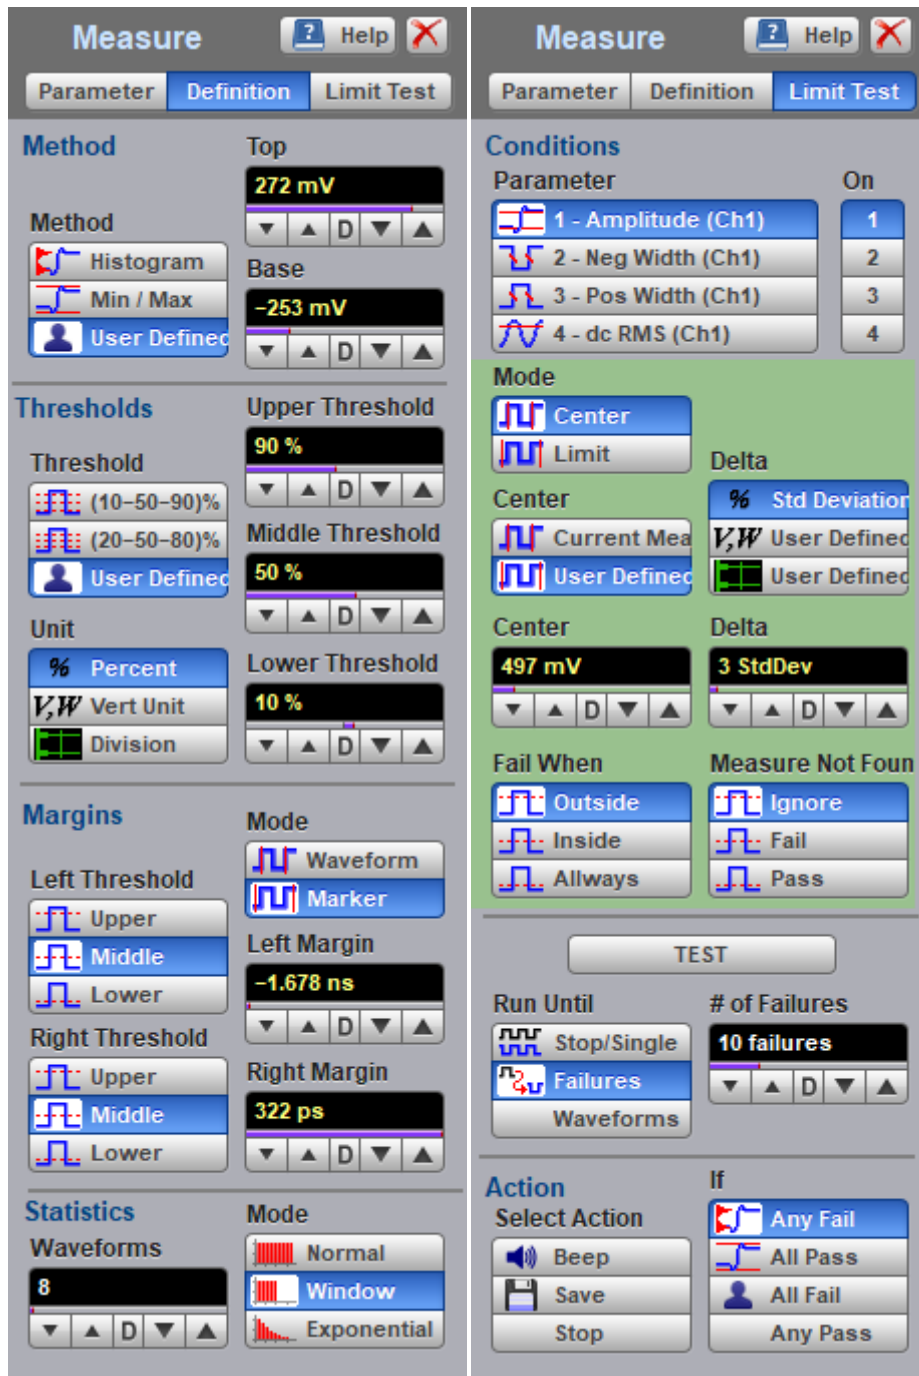 Measure
? Help
Parameter Definition Limit Test
Method
Top
272 mV
D
Method
Histogram
Min / Max
User Defined
Base
−253 mV
D
Thresholds
Upper Threshold
90 %
D
Threshold
(10−50−90)%
(20−50−80)%
User Defined
Middle Threshold
50 %
D
Unit
% Percent
V,W Vert Unit
Division
Lower Threshold
10 %
D
Margins
Mode
Waveform
Marker
Left Threshold
Upper
Middle
Lower
Left Margin
−1.678 ns
D
Right Threshold
Upper
Middle
Lower
Right Margin
322 ps
D
Statistics
Waveforms
8
D
Mode
Normal
Window
Exponential
Measure
? Help
Parameter Definition Limit Test
Conditions
Parameter On
1 - Amplitude (Ch1) 1
2 - Neg Width (Ch1) 2
3 - Pos Width (Ch1) 3
4 - dc RMS (Ch1) 4
Mode
Center
Limit
Center
Current Mea
User Defined
Delta
% Std Deviation
V,W User Defined
User Defined
Center
497 mV
D
Delta
3 StdDev
D
Fail When
Outside
Inside
Allways
Measure Not Foun
Ignore
Fail
Pass
TEST
Run Until
Stop/Single
Failures
Waveforms
# of Failures
10 failures
D
Action
Select Action
Beep
Save
Stop
If
Any Fail
All Pass
All Fail
Any Pass